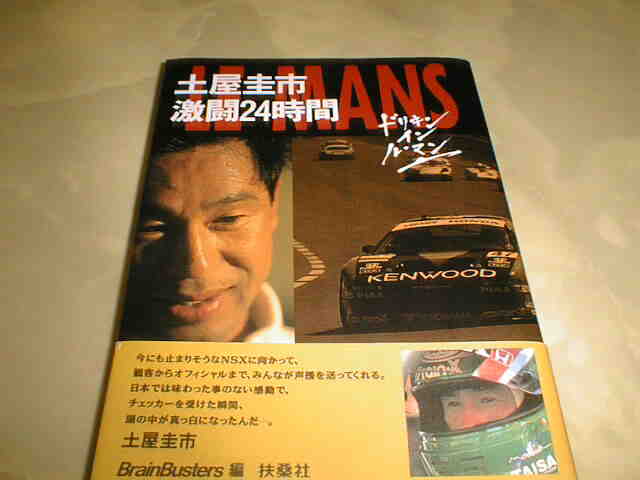 LE MANS
土屋圭市
激闘24時間
ドリキン
イン
ル・マン
HONDA
KENWOOD
今にも止まりそうなNSXに向かって、
観客からオフィシャルまで、みんなが声援を送ってくれる。
日本では味わった事のない感動で、
チェッカーを受けた瞬間、
頭の中が真っ白になったんだ…。
土屋圭市
BrainBusters 編 扶桑社
TAISA